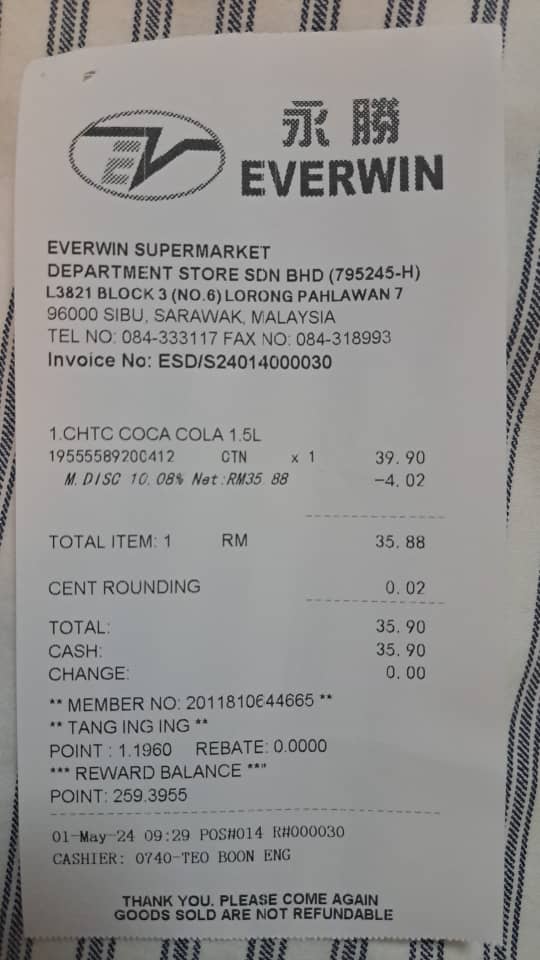 永勝
EV EVERWIN
EVERWIN SUPERMARKET
DEPARTMENT STORE SDN BHD (795245-H)
L3821 BLOCK 3 (NO.6) LORONG PAHLAWAN 7
96000 SIBU, SARAWAK, MALAYSIA
TEL NO: 084-333117 FAX NO: 084-318993
Invoice No: ESD/S24014000030
1.CHTC COCA COLA 1.5L
19555589200412 CTN x 1 39.90
M.DISC 10.08% Net:RM35.88 -4.02
TOTAL ITEM: 1 RM 35.88
CENT ROUNDING 0.02
TOTAL: 35.90
CASH: 35.90
CHANGE: 0.00
** MEMBER NO: 2011810644665 **
** TANG ING ING **
POINT : 1.1960 REBATE: 0.0000
*** REWARD BALANCE ***
POINT: 259.3955
01-May-24 09:29 POS#014 R#000030
CASHIER: 0740-TEO BOON ENG
THANK YOU. PLEASE COME AGAIN
GOODS SOLD ARE NOT REFUNDABLE